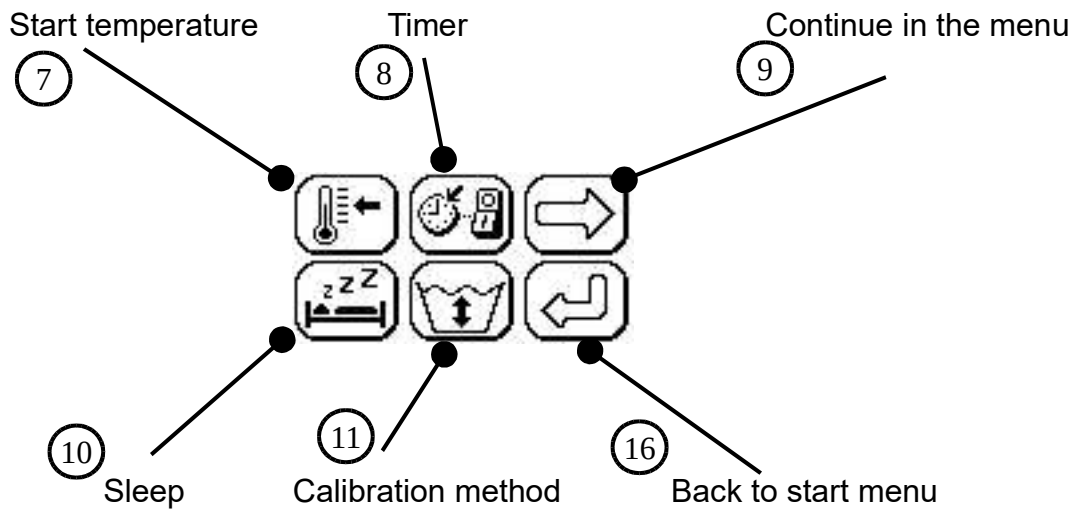 Start temperature
Timer
Continue in the menu
7
8
9
z z z
10
11
16
Sleep
Calibration method
Back to start menu